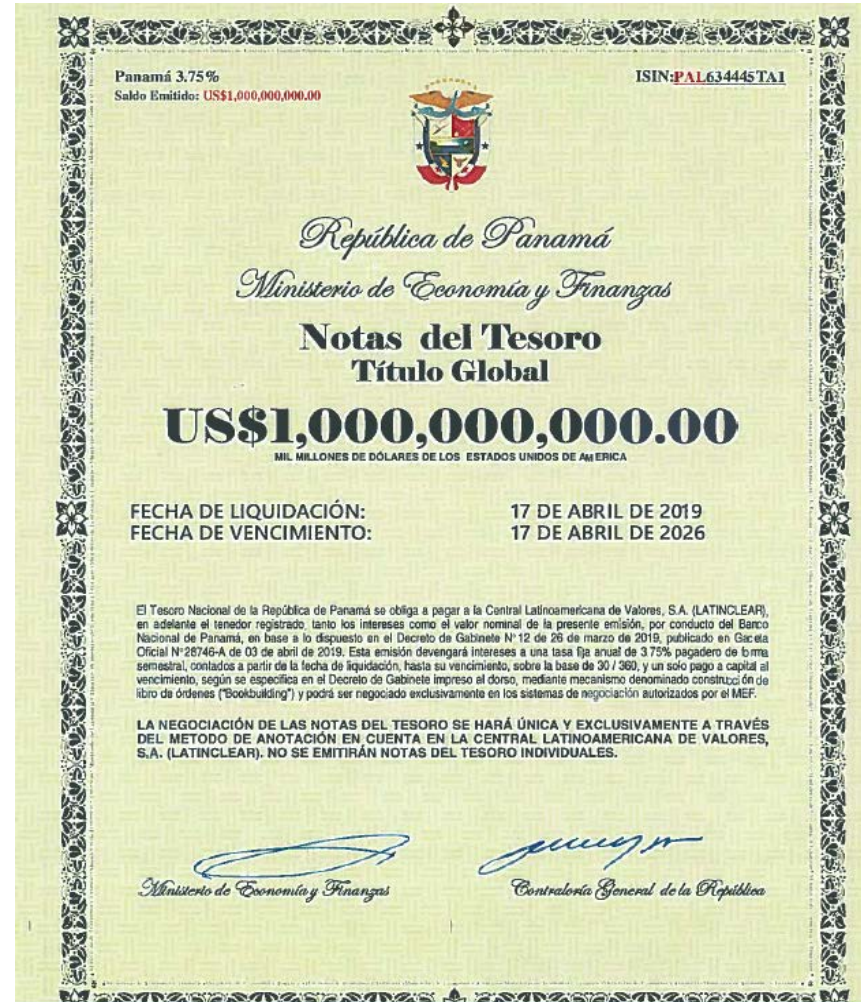 Panamá 3.75%
ISIN:PAL634445TA1
Saldo Emitido: US$1,000,000,000.00
República de Panamá
Ministerio de Economía y Finanzas
Notas del Tesoro
Título Global
US$1,000,000,000.00
MIL MILLONES DE DÓLARES DE LOS ESTADOS UNIDOS DE AMERICA
FECHA DE LIQUIDACIÓN: 17 DE ABRIL DE 2019
FECHA DE VENCIMIENTO: 17 DE ABRIL DE 2026
El Tesoro Nacional de la República de Panamá se obliga a pagar a la Central Latinoamericana de Valores, S.A. (LATINCLEAR),
en adelante el tenedor registrado, tanto los intereses como el valor nominal de la presente emisión, por conducto del Banco
Nacional de Panamá, en base a lo dispuesto en el Decreto de Gabinete N° 12 de 26 de marzo de 2019, publicado en Gaceta
Oficial N°28746-A de 03 de abril de 2019. Esta emisión devengará intereses a una tasa fija anual de 3.75% pagadero de forma
semestral, contados a partir de la fecha de liquidación, hasta su vencimiento, sobre la base de 30 / 360, y un solo pago a capital al
vencimiento, según se especifica en el Decreto de Gabinete impreso al dorso, mediante mecanismo denominado construcción de
libro de órdenes ("Bookbuilding") y podrá ser negociado exclusivamente en los sistemas de negociación autorizados por el MEF.
LA NEGOCIACIÓN DE LAS NOTAS DEL TESORO SE HARÁ ÚNICA Y EXCLUSIVAMENTE A TRAVÉS
DEL METODO DE ANOTACIÓN EN CUENTA EN LA CENTRAL LATINOAMERICANA DE VALORES,
S.A. (LATINCLEAR). NO SE EMITIRÁN NOTAS DEL TESORO INDIVIDUALES.
Ministerio de Economía y Finanzas
Contraloría General de la República